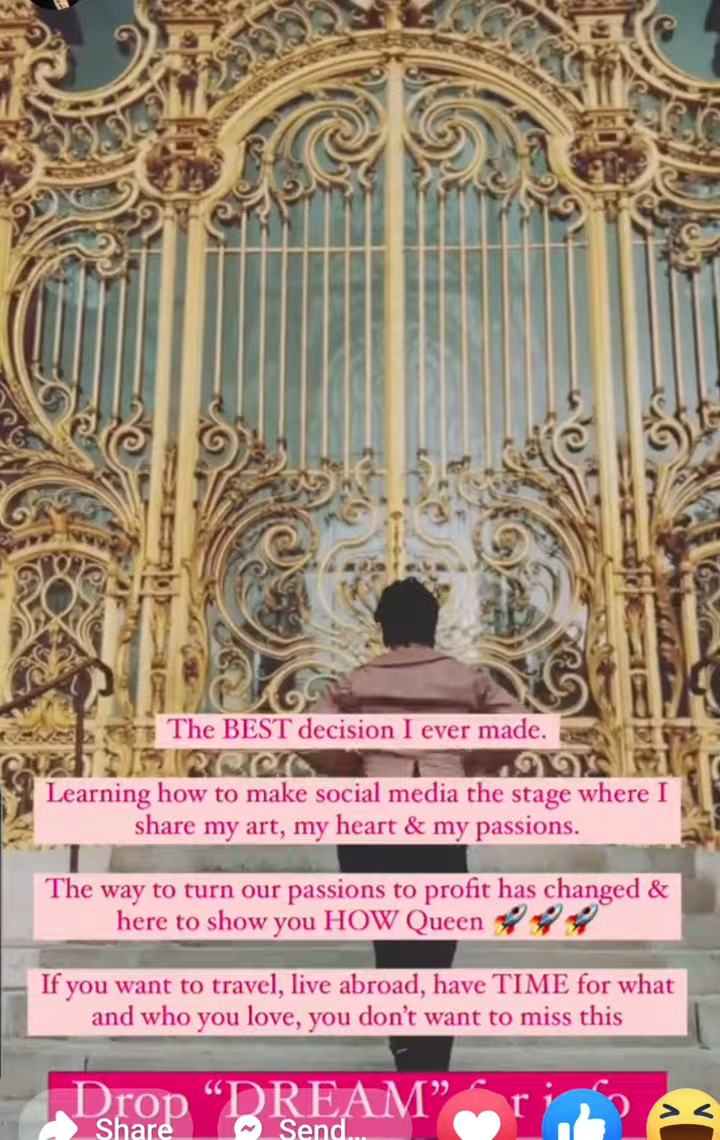 The BEST decision I ever made.
Learning how to make social media the stage where I
share my art, my heart & my passions.
The way to turn our passions to profit has changed &
here to show you HOW Queen 🚀🚀🚀
If you want to travel, live abroad, have TIME for what
and who you love, you don't want to miss this
Drop "DREAM" for info
Share
Send...